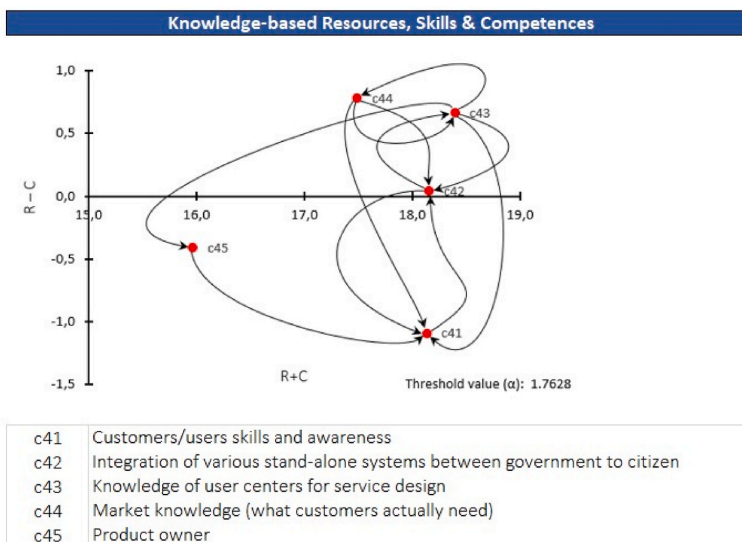 Knowledge-based Resources, Skills & Competences
1,0
c44
c43
0,5
R – C
c42
0,0
15,0 16,0 17,0 18,0 19,0
c45
-0,5
-1,0
c41
R+C
Threshold value (α): 1.7628
-1,5
c41 Customers/users skills and awareness
c42 Integration of various stand-alone systems between government to citizen
c43 Knowledge of user centers for service design
c44 Market knowledge (what customers actually need)
c45 Product owner